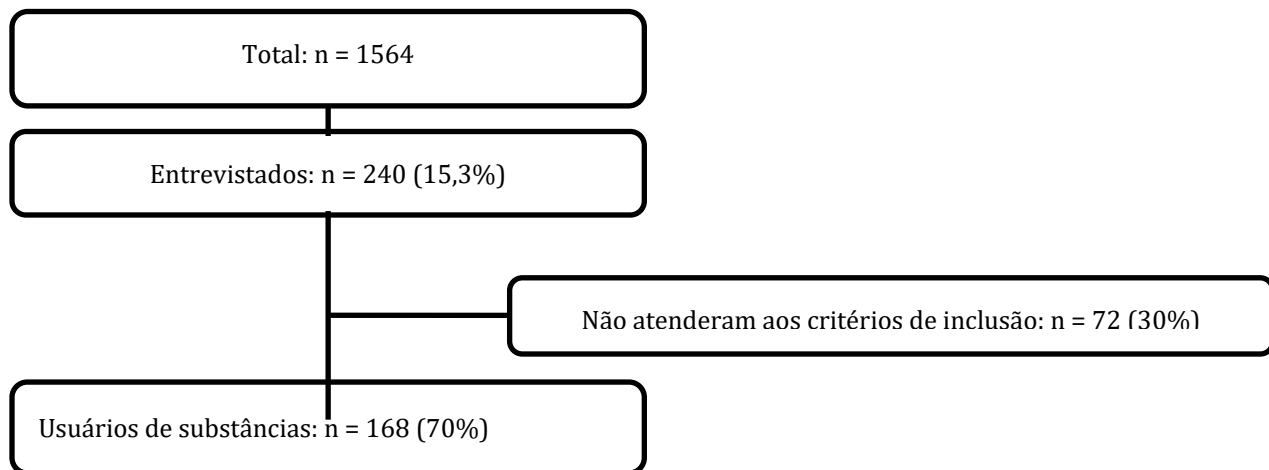 Total: n = 1564
Entrevistados: n = 240 (15,3%)
Não atenderam aos critérios de inclusão: n = 72 (30%)
Usuários de substâncias: n = 168 (70%)